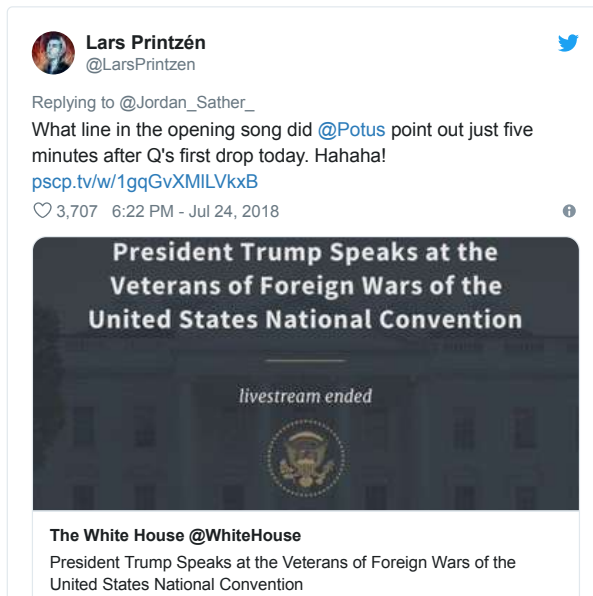 Lars Printzén
@LarsPrintzen
Replying to @Jordan_Sather_
What line in the opening song did @Potus point out just five
minutes after Q's first drop today. Hahaha!
pscp.tv/w/1gqGvXMlLVkxB
3,707 6:22 PM - Jul 24, 2018
President Trump Speaks at the
Veterans of Foreign Wars of the
United States National Convention
livestream ended
The White House @WhiteHouse
President Trump Speaks at the Veterans of Foreign Wars of the
United States National Convention